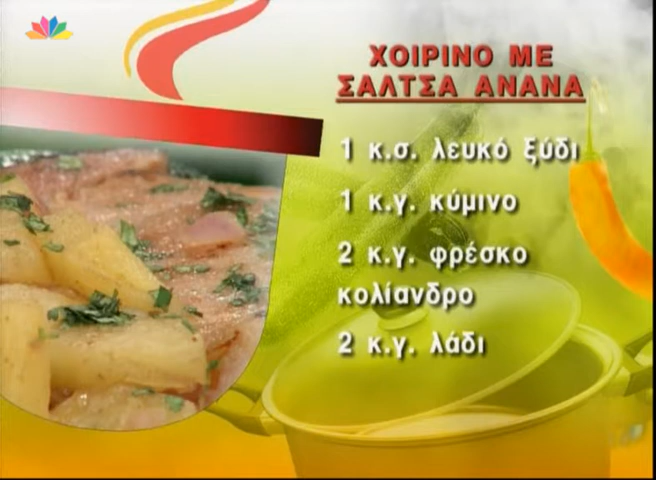 ΧΟΙΡΙΝΟ ΜΕ
ΣΑΛΤΣΑ ΑΝΑΝΑ
1 κ.σ. λευκό ξύδι
1 κ.γ. κύμινο
2 κ.γ. φρέσκο
κολίανδρο
2 κ.γ. λάδι